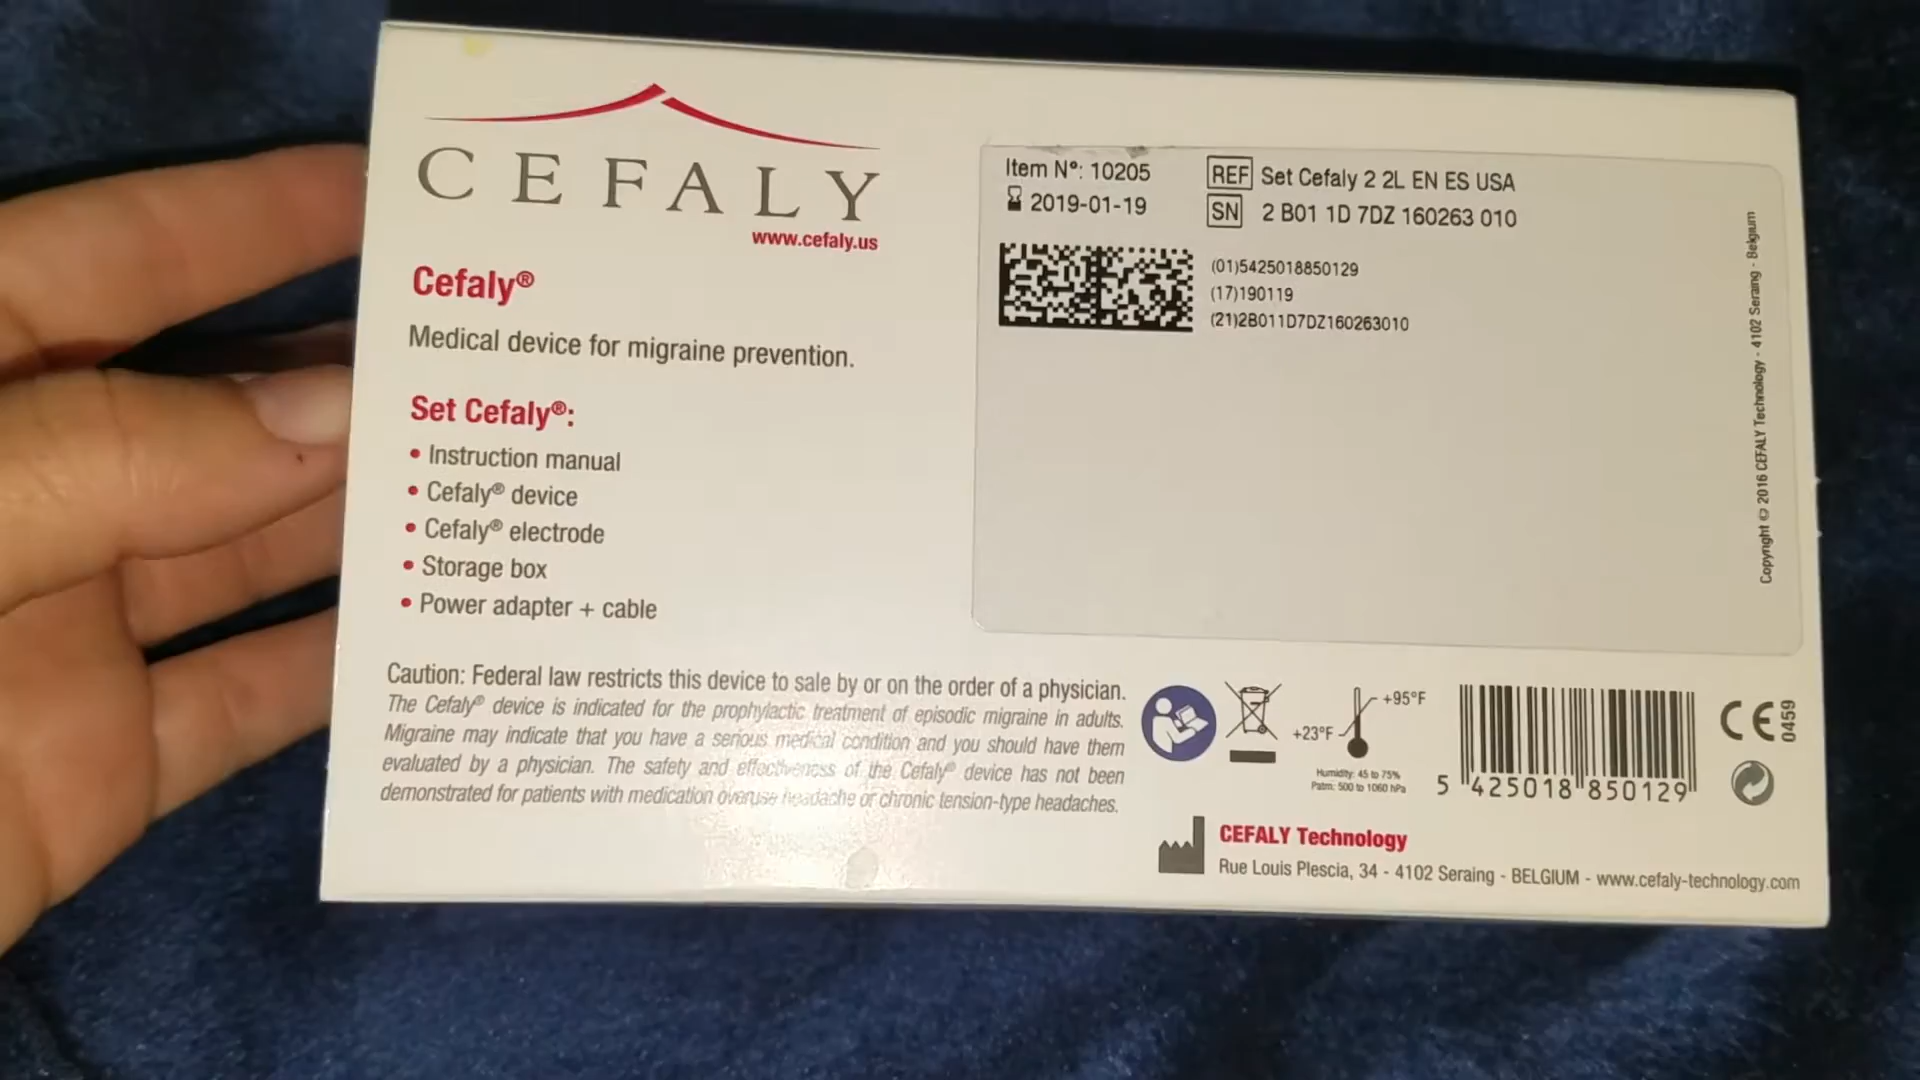 CEFALY
www.cefaly.us
Cefaly®
Medical device for migraine prevention.
Set Cefaly®:
• Instruction manual
• Cefaly® device
• Cefaly® electrode
• Storage box
• Power adapter + cable
Item Nº: 10205
2019-01-19
REF Set Cefaly 2 2L EN ES USA
SN 2 B01 1D 7DZ 160263 010
(01)5425018850129
(17)190119
(21)2B011D7DZ160263010
Copyright © 2016 CEFALY Technology - 4102 Seraing - Belgium
Caution: Federal law restricts this device to sale by or on the order of a physician.
The Cefaly® device is indicated for the prophylactic treatment of episodic migraine in adults.
Migraine may indicate that you have a serious medical condition and you should have them
evaluated by a physician. The safety and effectiveness of the Cefaly® device has not been
demonstrated for patients with medication overuse headache or chronic tension-type headaches.
+95°F
+23°F
Humidity: 45 to 75%
Patm: 500 to 1060 hPa
5 425018 850129
CE 0459
CEFALY Technology
Rue Louis Plescia, 34 - 4102 Seraing - BELGIUM - www.cefaly-technology.com